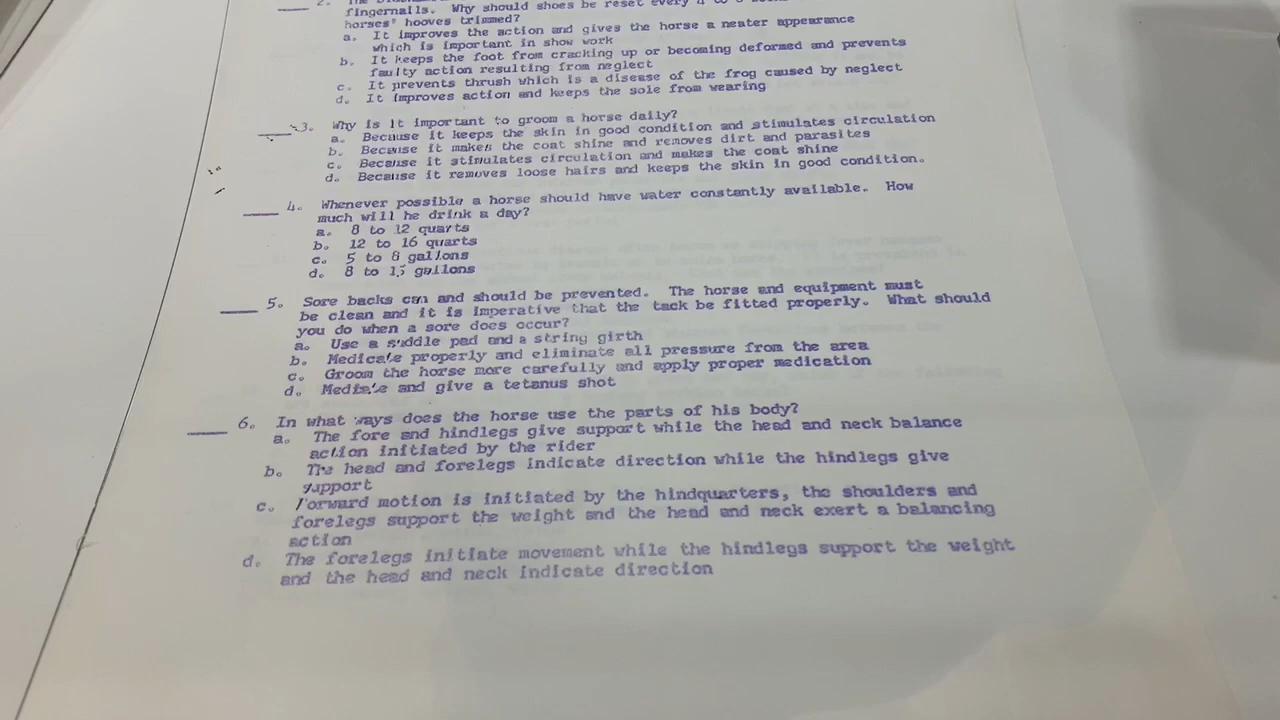 fingernails. Why should shoes be reset every 4 to
horses' hooves trimmed?
a. It improves the action and gives the horse a neater appearance
which is important in show work
b. It keeps the foot from cracking up or becoming deformed and prevents
faulty action resulting from neglect
c. It prevents thrush which is a disease of the frog caused by neglect
d. It improves action and keeps the sole from wearing
3. Why is it important to groom a horse daily?
a. Because it keeps the skin in good condition and stimulates circulation
b. Because it makes the coat shine and removes dirt and parasites
c. Because it stimulates circulation and makes the coat shine
d. Because it removes loose hairs and keeps the skin in good condition.
4. Whenever possible a horse should have water constantly available. How
much will he drink a day?
a. 8 to 12 quarts
b. 12 to 16 quarts
c. 5 to 8 gallons
d. 8 to 15 gallons
5. Sore backs can and should be prevented. The horse and equipment must
be clean and it is imperative that the tack be fitted properly. What should
you do when a sore does occur?
a. Use a saddle pad and a string girth
b. Medicate properly and eliminate all pressure from the area
c. Groom the horse more carefully and apply proper medication
d. Medicate and give a tetanus shot
6. In what ways does the horse use the parts of his body?
a. The fore and hindlegs give support while the head and neck balance
action initiated by the rider
b. The head and forelegs indicate direction while the hindlegs give
support
c. Forward motion is initiated by the hindquarters, the shoulders and
forelegs support the weight and the head and neck exert a balancing
action
d. The forelegs initiate movement while the hindlegs support the weight
and the head and neck indicate direction